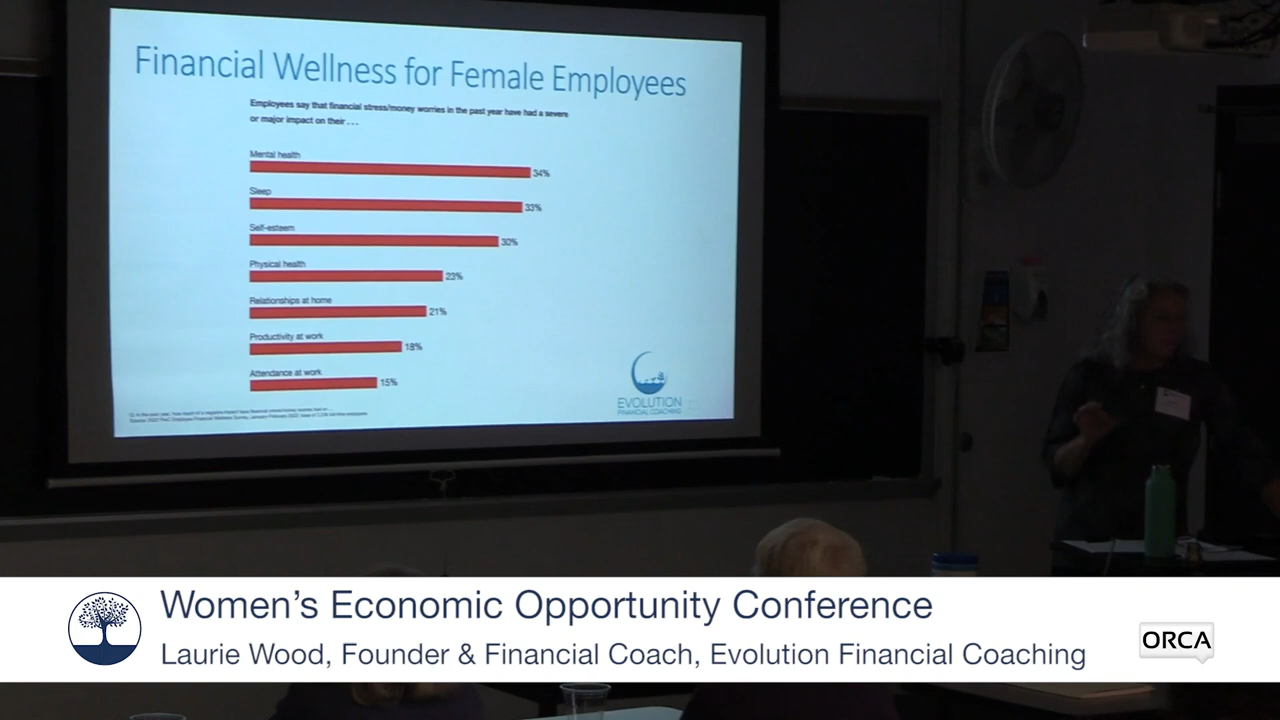 Financial Wellness for Female Employees
Employees say that financial stress/money worries in the past year have had a severe
or major impact on their . . .
Mental health
34%
Sleep
33%
Self-esteem
30%
Physical health
23%
Relationships at home
21%
Productivity at work
18%
Attendance at work
15%
EVOLUTION
FINANCIAL COACHING
Women's Economic Opportunity Conference
Laurie Wood, Founder & Financial Coach, Evolution Financial Coaching
ORCA